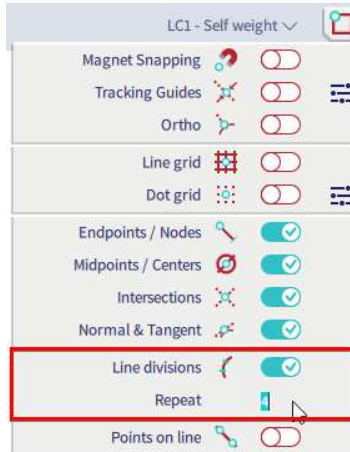 LC1 - Self weight
Magnet Snapping
Tracking Guides
Ortho
Line grid
Dot grid
Endpoints / Nodes
Midpoints / Centers
Intersections
Normal & Tangent
Line divisions
Repeat 4
Points on line